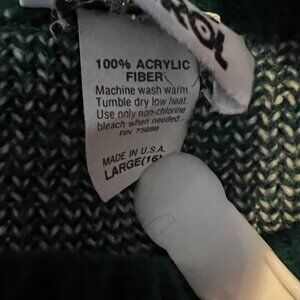 100% ACRYLIC
FIBER
Machine wash warm.
Tumble dry low heat.
Use only non-chlorine
bleach when needed.
RN 75898
MADE IN U.S.A.
LARGE(16)